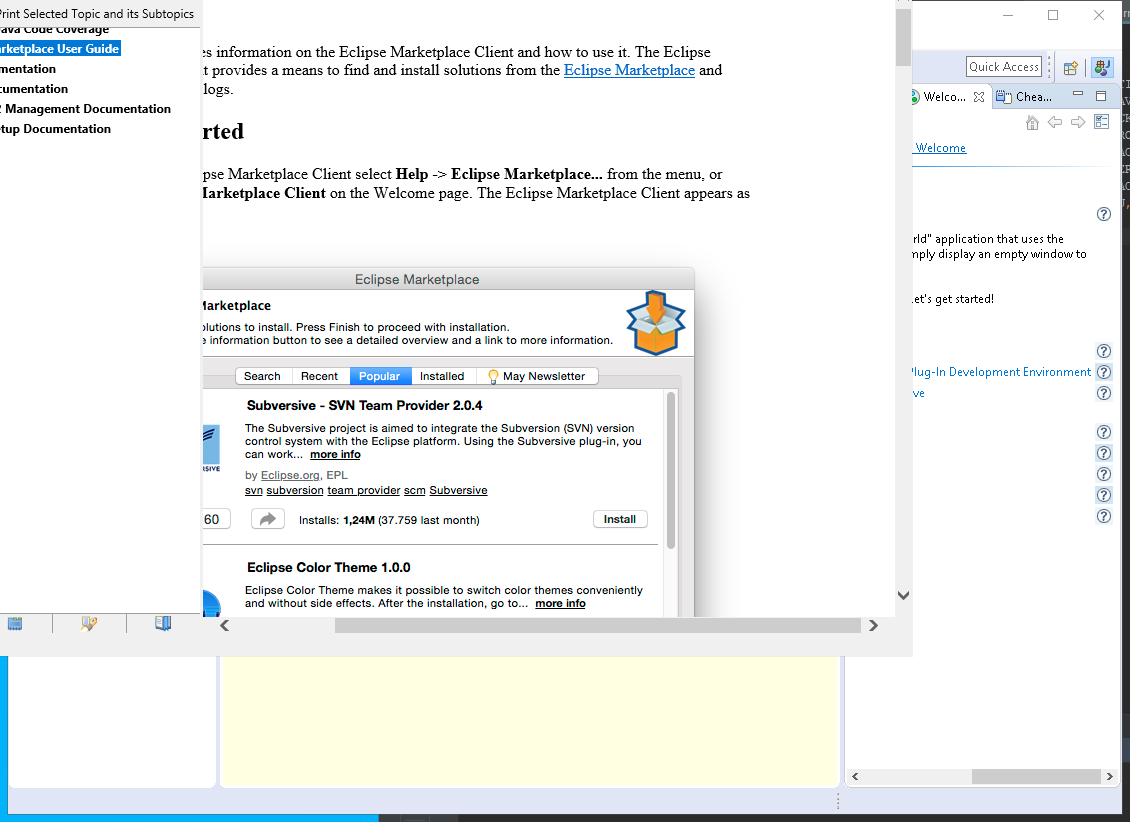 Print Selected Topic and its Subtopics
Java Code Coverage
rketplace User Guide
mentation
cumentation
Management Documentation
tup Documentation
es information on the Eclipse Marketplace Client and how to use it. The Eclipse
t provides a means to find and install solutions from the Eclipse Marketplace and
logs.
rted
pse Marketplace Client select Help -> Eclipse Marketplace... from the menu, or
Marketplace Client on the Welcome page. The Eclipse Marketplace Client appears as
Eclipse Marketplace
Marketplace
olutions to install. Press Finish to proceed with installation.
e information button to see a detailed overview and a link to more information.
Search Recent Popular Installed May Newsletter
Subversive - SVN Team Provider 2.0.4
The Subversive project is aimed to integrate the Subversion (SVN) version
control system with the Eclipse platform. Using the Subversive plug-in, you
can work... more info
RSIVE
by Eclipse.org, EPL
svn subversion team provider scm Subversive
60 Installs: 1,24M (37.759 last month) Install
Eclipse Color Theme 1.0.0
Eclipse Color Theme makes it possible to switch color themes conveniently
and without side effects. After the installation, go to... more info
Quick Access
Welco... Chea...
Welcome
rld" application that uses the
mply display an empty window to
Let's get started!
Plug-In Development Environment
ve